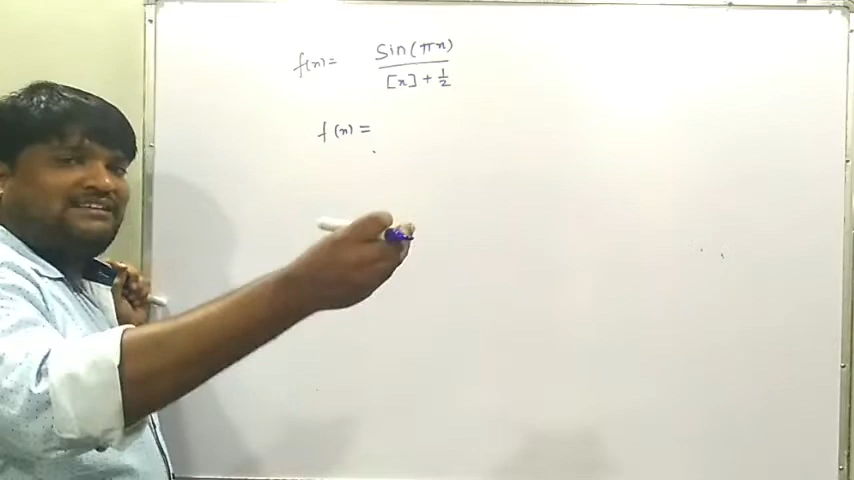 f(x) = Sin(πx) / [x] + 1/2
f(x) =